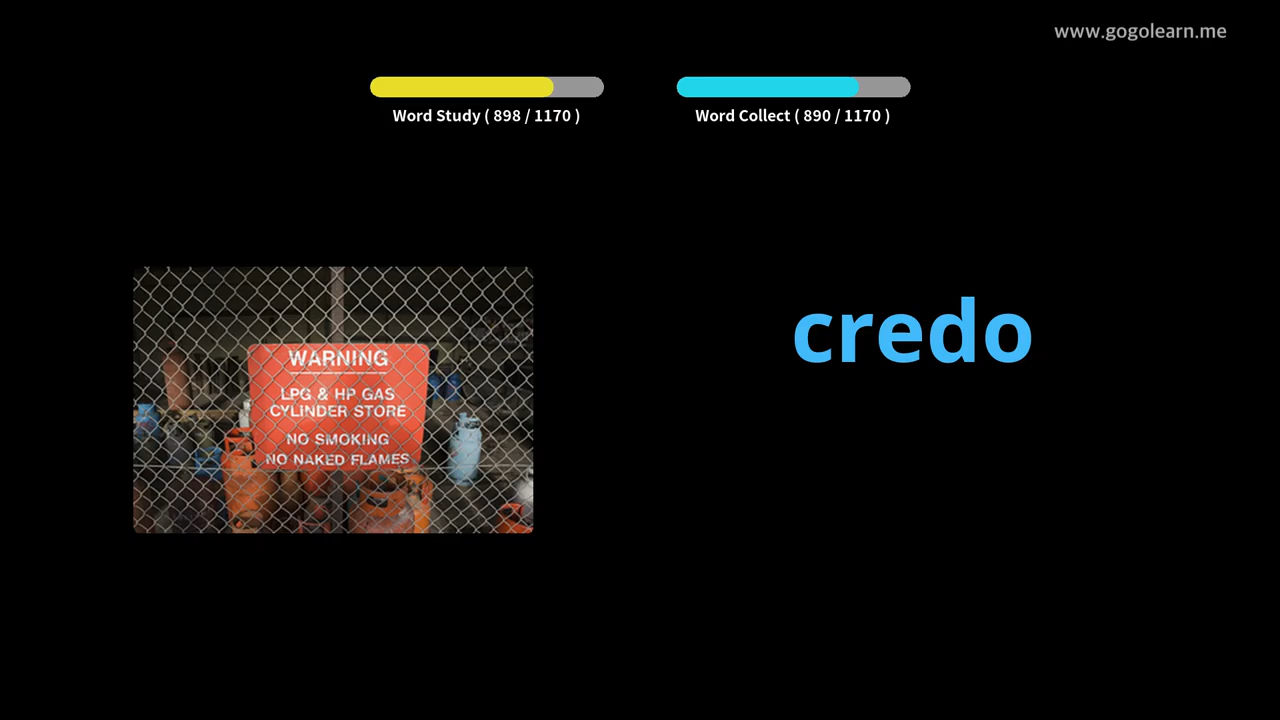 www.gogolearn.me
Word Study ( 898 / 1170 )
Word Collect ( 890 / 1170 )
WARNING
LPG & HP GAS
CYLINDER STORE
NO SMOKING
NO NAKED FLAMES
credo